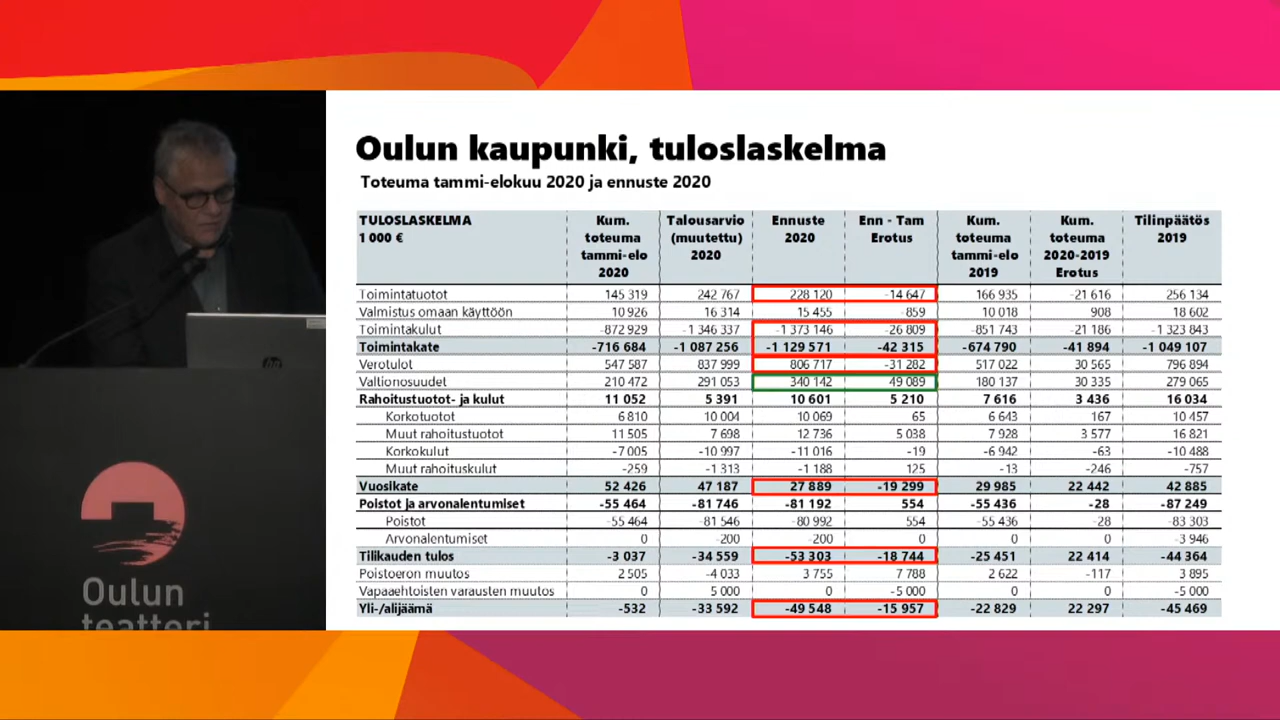 Oulun kaupunki, tuloslaskelma
Toteuma tammi-elokuu 2020 ja ennuste 2020
TULOSLASKELMA 1 000 € Kum. toteuma tammi-elo 2020 Talousarvio (muutettu) 2020 Ennuste 2020 Enn - Tam Erotus Kum. toteuma tammi-elo 2019 Kum. toteuma 2020-2019 Erotus Tilinpäätös 2019
Toimintatuotot 145 319 242 767 228 120 -14 647 166 935 -21 616 256 134
Valmistus omaan käyttöön 10 926 16 314 15 455 -859 10 018 908 18 602
Toimintakulut -872 929 -1 346 337 -1 373 146 -26 809 -851 743 -21 186 -1 323 843
Toimintakate -716 684 -1 087 256 -1 129 571 -42 315 -674 790 -41 894 -1 049 107
Verotulot 547 587 837 999 806 717 -31 282 517 022 30 565 796 894
Valtionosuudet 210 472 291 053 340 142 49 089 180 137 30 335 279 065
Rahoitustuotot- ja kulut 11 052 5 391 10 601 5 210 7 616 3 436 16 034
Korkotuotot 6 810 10 004 10 069 65 6 643 167 10 457
Muut rahoitustuotot 11 505 7 698 12 736 5 038 7 928 3 577 16 821
Korkokulut -7 005 -10 997 -11 016 -19 -6 942 -63 -10 488
Muut rahoituskulut -259 -1 313 -1 188 125 -13 -246 -757
Vuosikate 52 426 47 187 27 889 -19 299 29 985 22 442 42 885
Poistot ja arvonalentumiset -55 464 -81 746 -81 192 554 -55 436 -28 -87 249
Poistot -55 464 -81 546 -80 992 554 -55 436 -28 -83 303
Arvonalentumiset 0 -200 -200 0 0 0 -3 946
Tilikauden tulos -3 037 -34 559 -53 303 -18 744 -25 451 22 414 -44 364
Poistoeron muutos 2 505 -4 033 3 755 7 788 2 622 -117 3 895
Vapaaehtoisten varausten muutos 0 5 000 0 -5 000 0 0 -5 000
Yli-/alijäämä -532 -33 592 -49 548 -15 957 -22 829 22 297 -45 469
Oulun
teatteri
hp